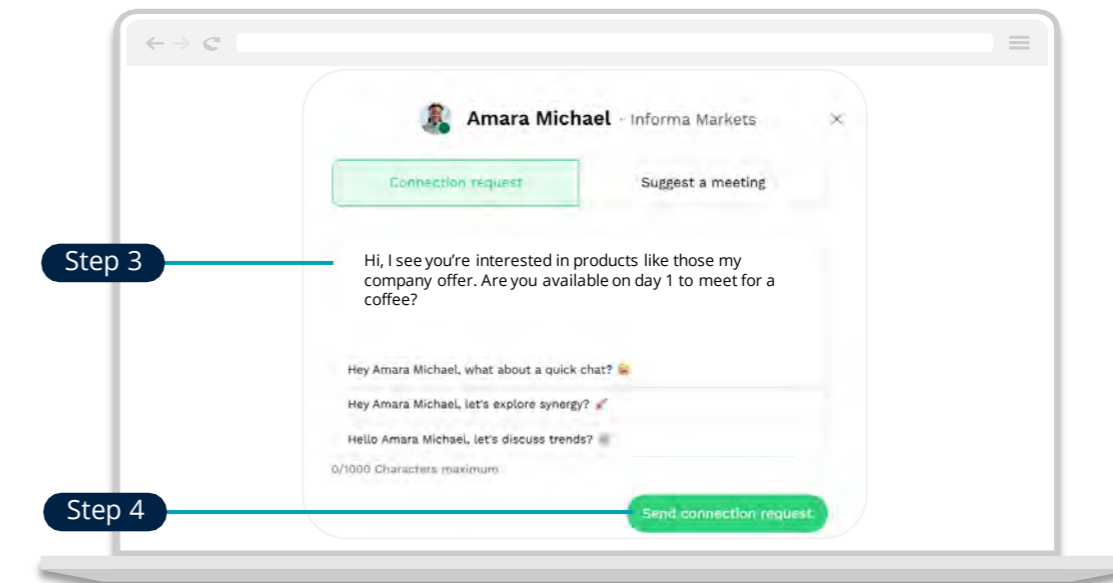 Amara Michael - Informa Markets
Connection request
Suggest a meeting
Step 3
Hi, I see you're interested in products like those my
company offer. Are you available on day 1 to meet for a
coffee?
Hey Amara Michael, what about a quick chat?
Hey Amara Michael, let's explore synergy?
Hello Amara Michael, let's discuss trends?
0/1000 Characters maximum
Step 4
Send connection request